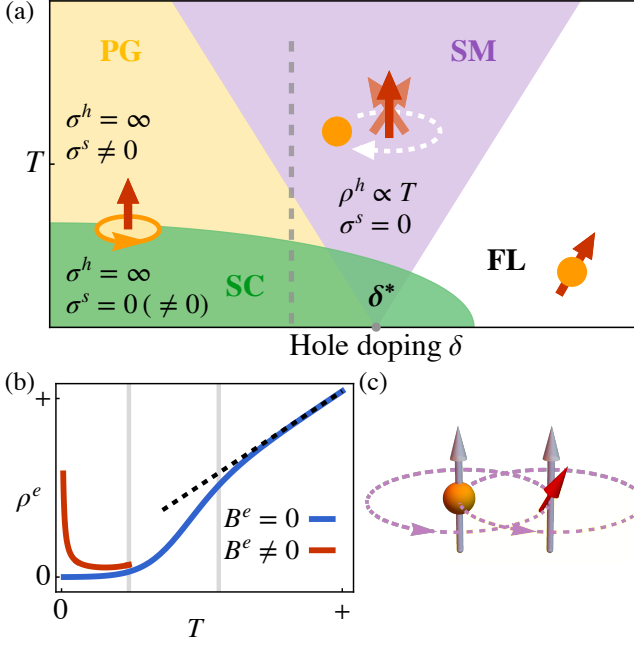 (a)
PG
SM
σ^h = ∞
σ^s ≠ 0
T
ρ^h ∝ T
σ^s = 0
σ^h = ∞
σ^s = 0 ( ≠ 0)
SC
δ*
FL
Hole doping δ
(b)
+
ρ^e
0
B^e = 0
B^e ≠ 0
0
T
+
(c)